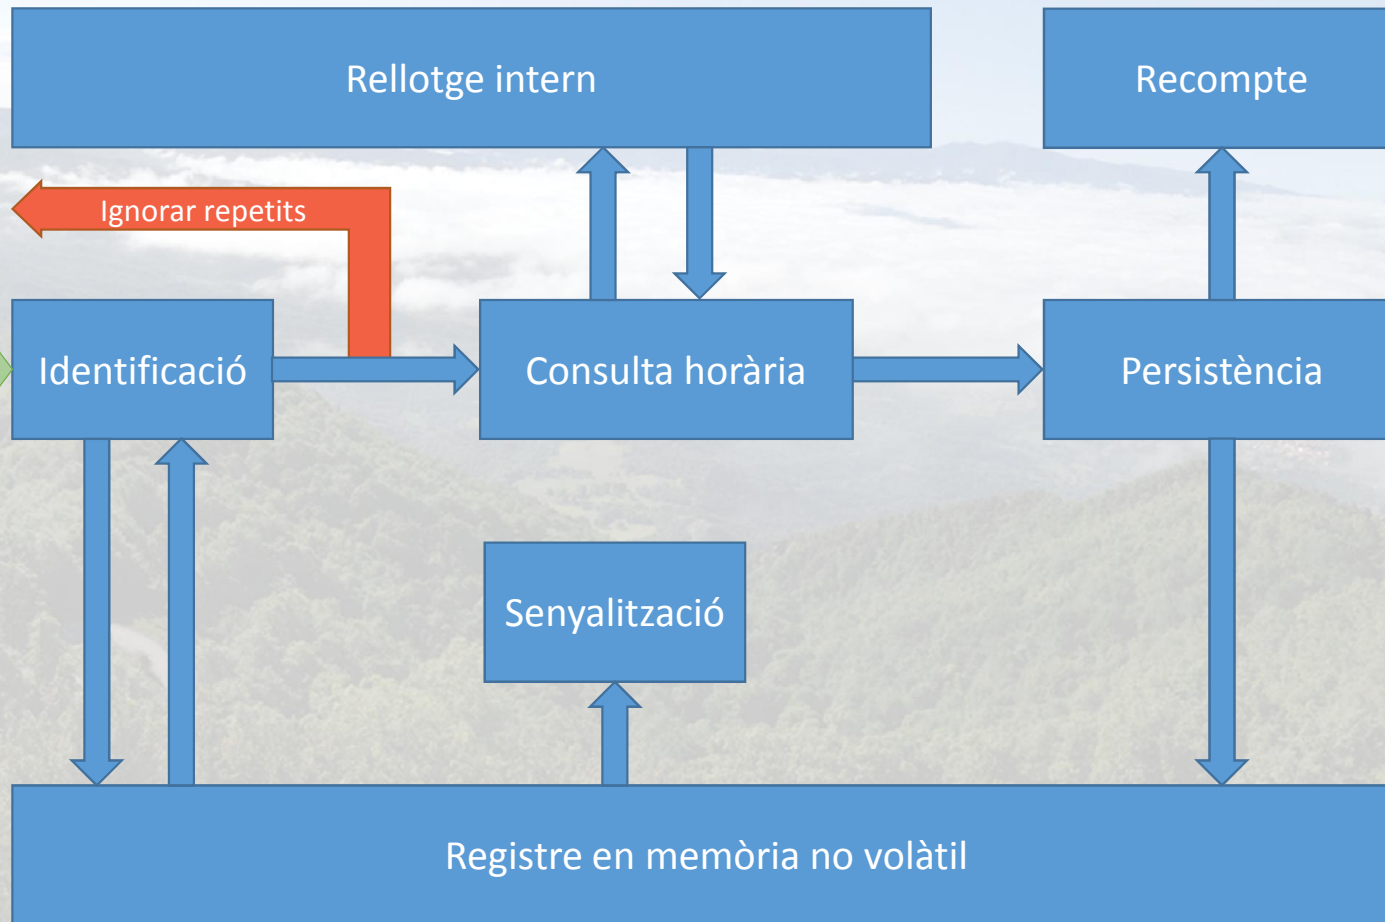 Rellotge intern
Recompte
Ignorar repetits
Identificació
Consulta horària
Persistència
Senyalització
Registre en memòria no volàtil